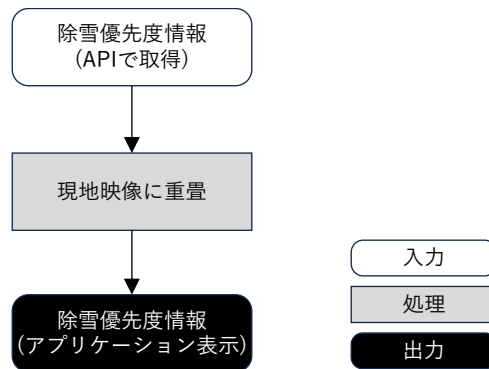 除雪優先度情報
(APIで取得)
現地映像に重畳
除雪優先度情報
(アプリケーション表示)
入力
処理
出力